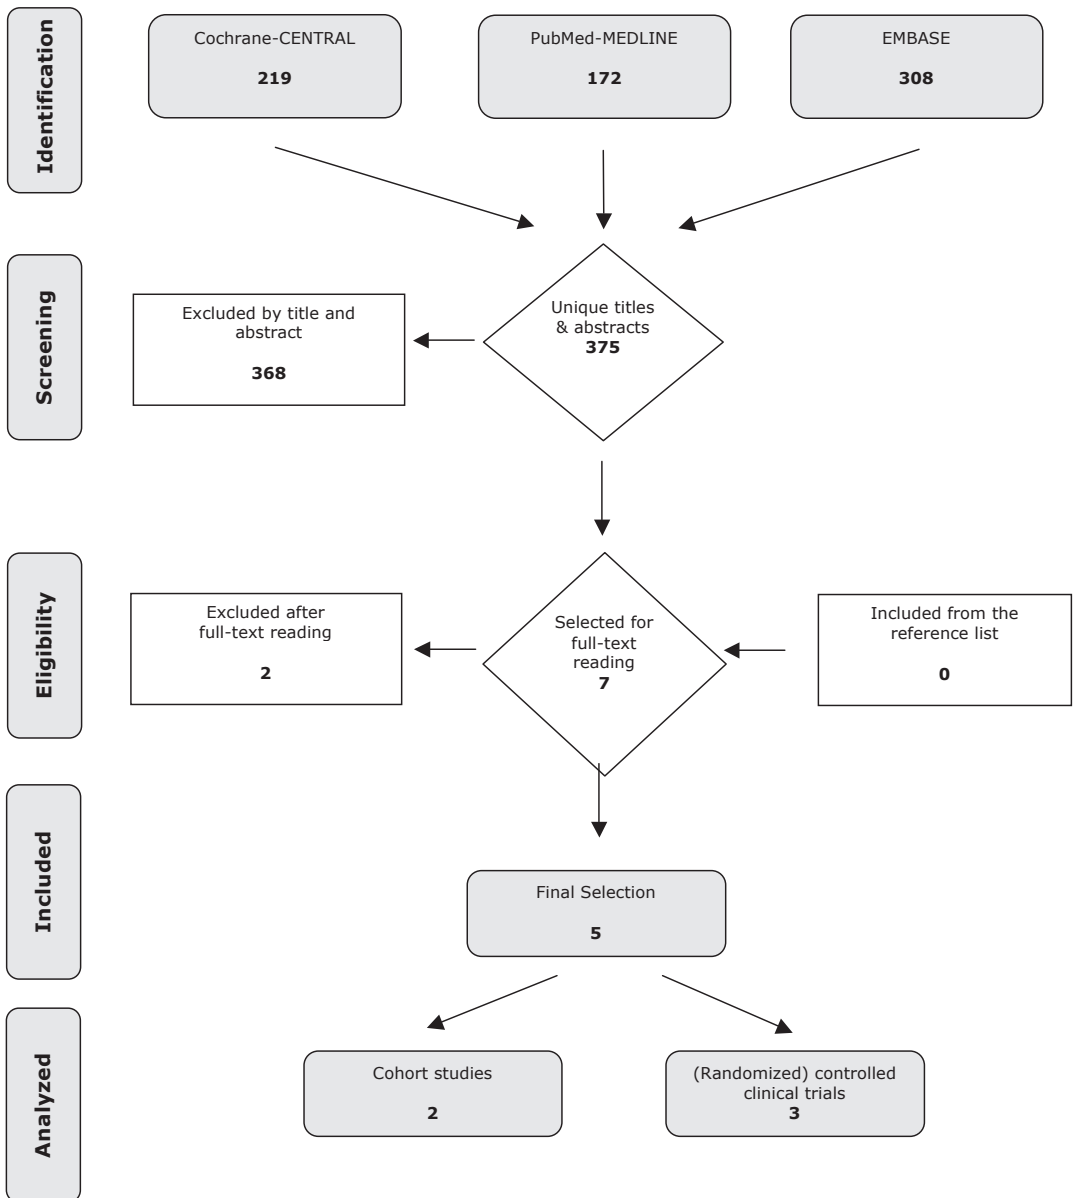 Identification
Cochrane-CENTRAL
219
PubMed-MEDLINE
172
EMBASE
308
Screening
Unique titles
& abstracts
375
Excluded by title and
abstract
368
Eligibility
Excluded after
full-text reading
2
Selected for
full-text
reading
7
Included from the
reference list
0
Included
Final Selection
5
Analyzed
Cohort studies
2
(Randomized) controlled
clinical trials
3